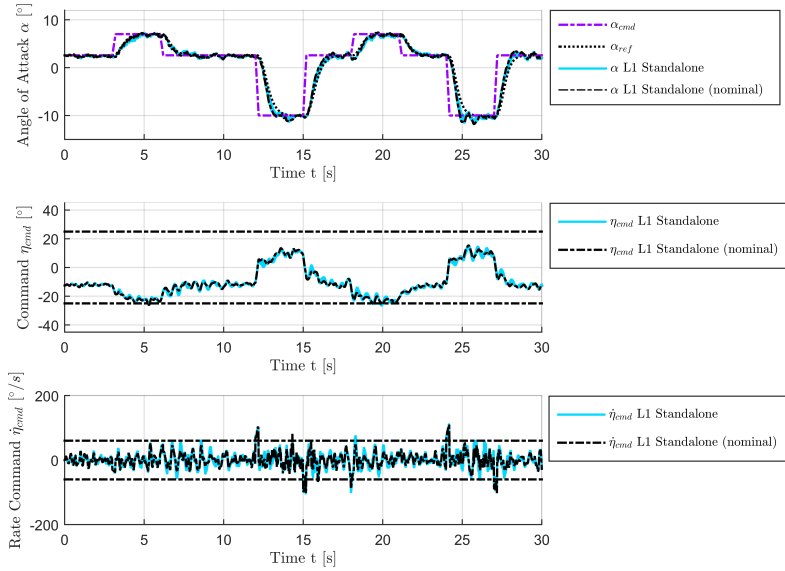 10
0
-10
Angle of Attack α [°]
0 5 10 15 20 25 30
Time t [s]
α_cmd
α_ref
α L1 Standalone
α L1 Standalone (nominal)
40
20
0
-20
-40
Command η_cmd [°]
0 5 10 15 20 25 30
Time t [s]
η_cmd L1 Standalone
η_cmd L1 Standalone (nominal)
200
0
-200
Rate Command η̇_cmd [°/s]
0 5 10 15 20 25 30
Time t [s]
η̇_cmd L1 Standalone
η̇_cmd L1 Standalone (nominal)